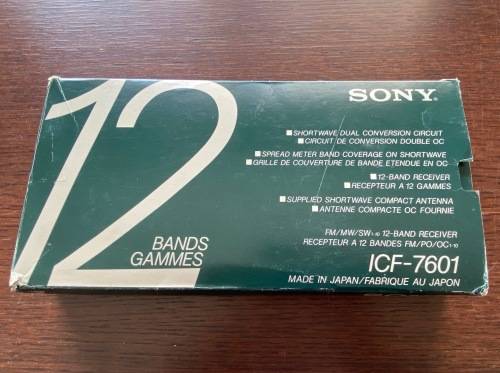 SONY®
■ SHORTWAVE DUAL CONVERSION CIRCUIT
■ CIRCUIT DE CONVERSION DOUBLE OC
■ SPREAD METER BAND COVERAGE ON SHORTWAVE
■ GRILLE DE COUVERTURE DE BANDE ETENDUE EN OC
■ 12-BAND RECEIVER
■ RECEPTEUR A 12 GAMMES
■ SUPPLIED SHORTWAVE COMPACT ANTENNA
■ ANTENNE COMPACTE OC FOURNIE
12
BANDS
GAMMES
FM/MW/SW1-10 12-BAND RECEIVER
RECEPTEUR A 12 BANDES FM/PO/OC1-10
ICF-7601
MADE IN JAPAN/FABRIQUE AU JAPON